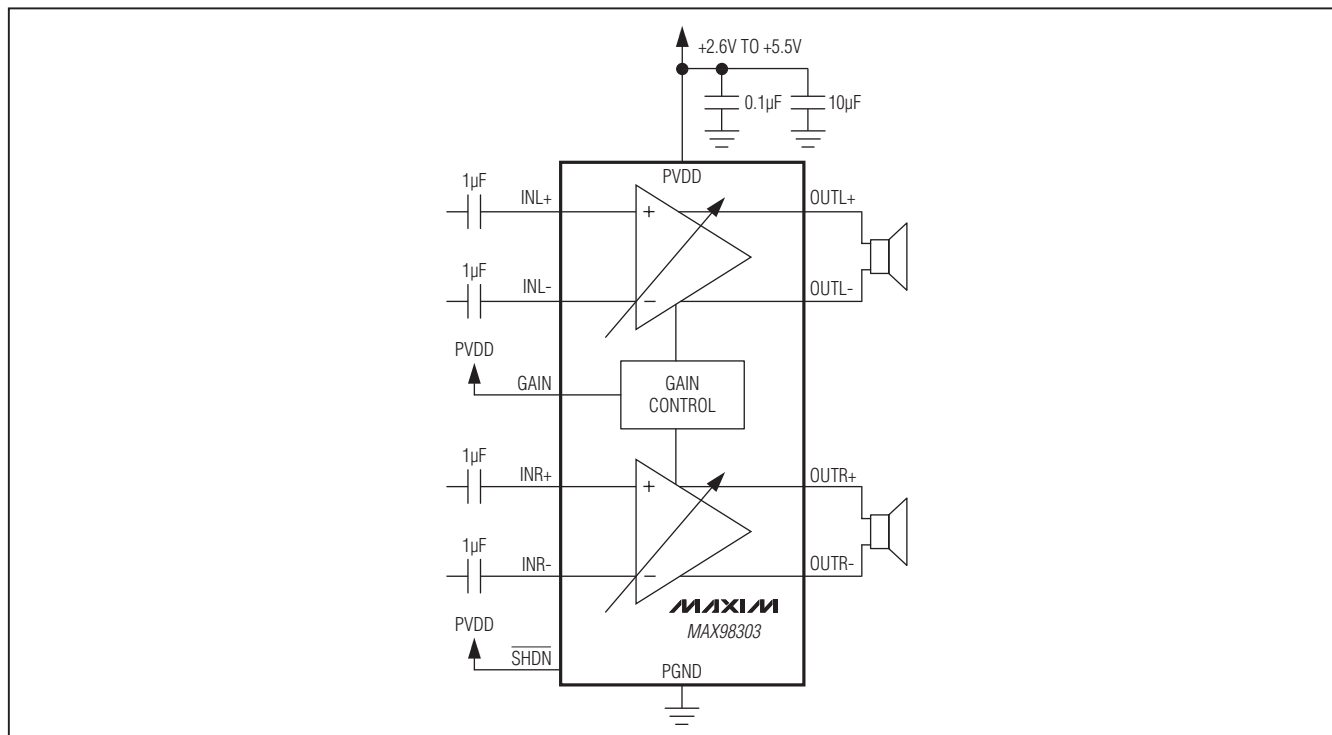 +2.6V TO +5.5V
0.1µF
10µF
PVDD
1µF
INL+
+
OUTL+
1µF
INL-
−
OUTL-
PVDD
GAIN
GAIN
CONTROL
1µF
INR+
+
OUTR+
1µF
INR-
−
OUTR-
MAXIM
MAX98303
PVDD
SHDN
PGND